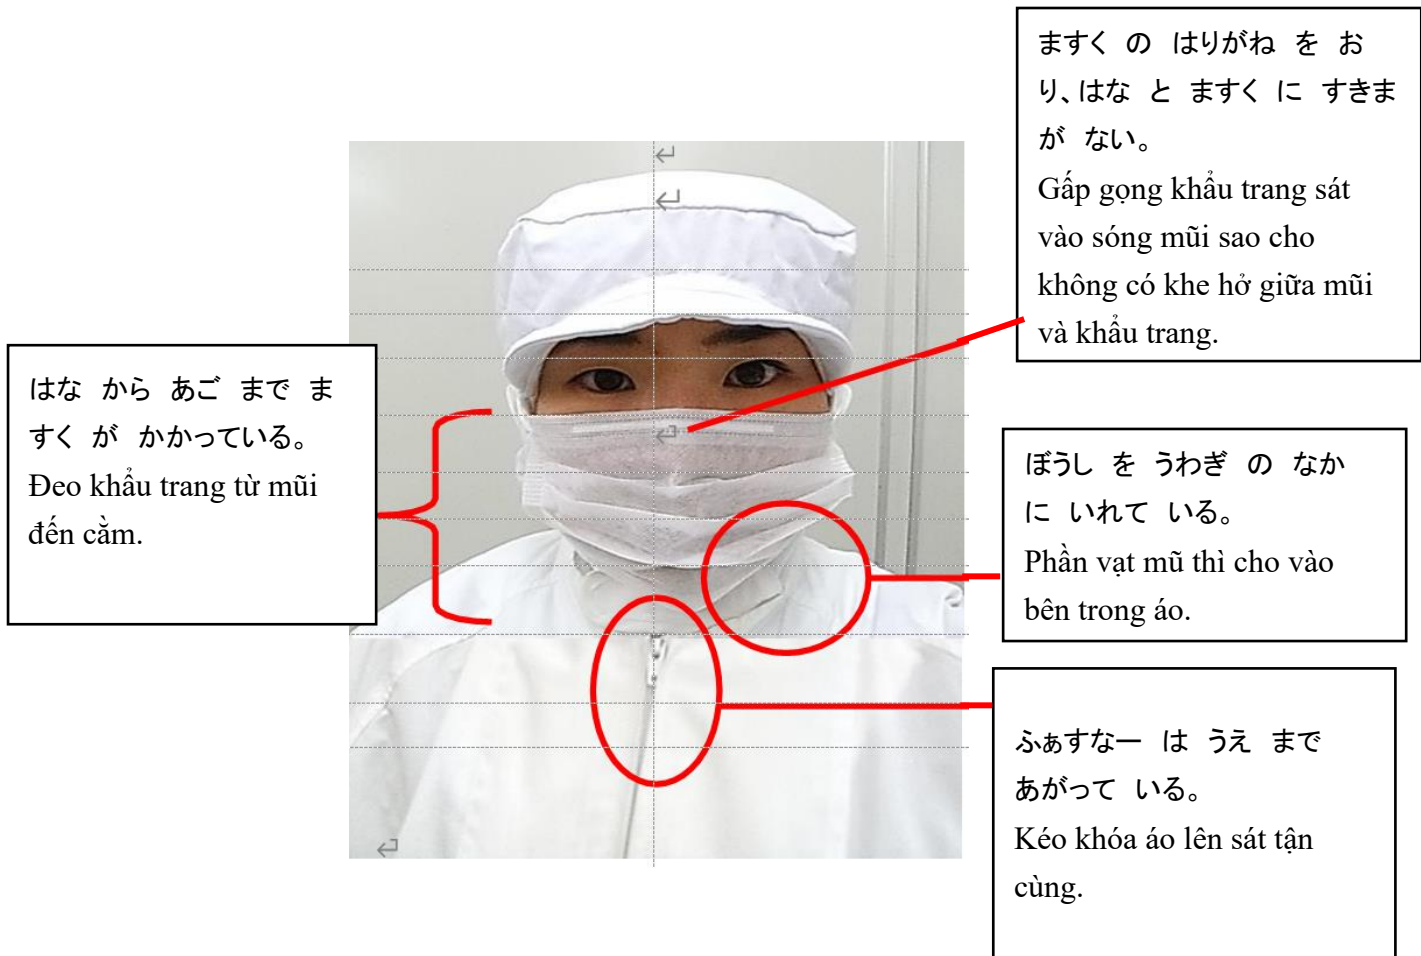 ますく の はりがね を お
り、はな と ますく に すきま
が ない。
Gấp gọng khẩu trang sát
vào sóng mũi sao cho
không có khe hở giữa mũi
và khẩu trang.
はな から あご まで ま
すく が かかっている。
Đeo khẩu trang từ mũi
đến cằm.
ぼうし を うわぎ の なか
に いれて いる。
Phần vạt mũ thì cho vào
bên trong áo.
ふぁすなー は うえ まで
あがって いる。
Kéo khóa áo lên sát tận
cùng.